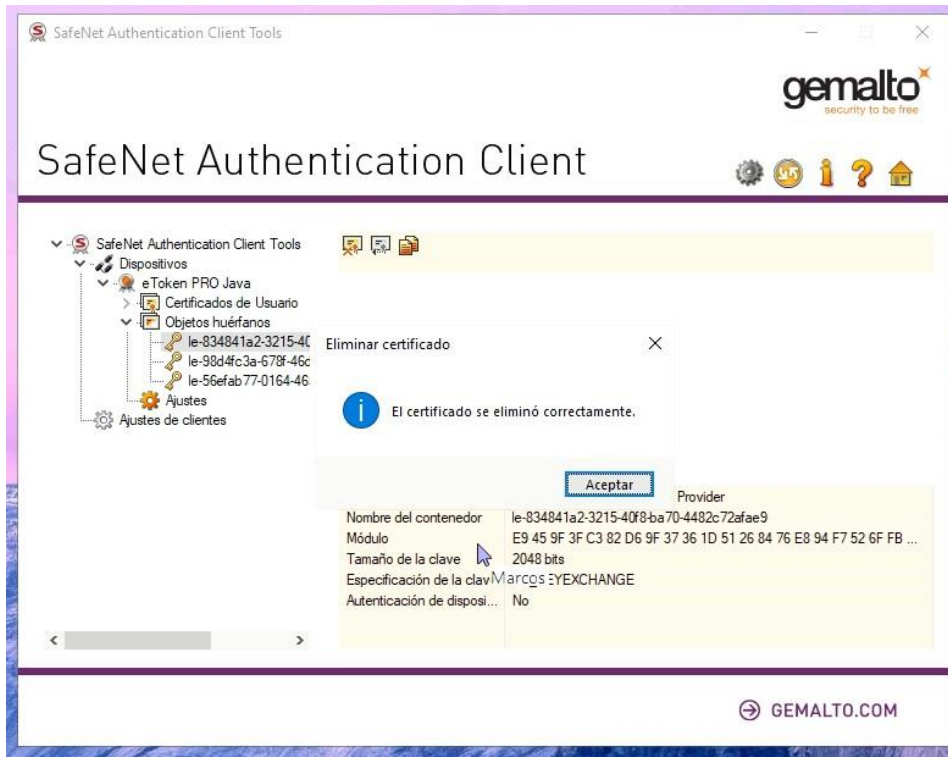 SafeNet Authentication Client Tools
gemalto
security to be free
SafeNet Authentication Client
SafeNet Authentication Client Tools
Dispositivos
eToken PRO Java
Certificados de Usuario
Objetos huérfanos
le-834841a2-3215-40
le-98d4fc3a-678f-46c
le-56efab77-0164-46
Ajustes
Ajustes de clientes
Eliminar certificado
El certificado se eliminó correctamente.
Aceptar
Provider
Nombre del contenedor le-834841a2-3215-40f8-ba70-4482c72afae9
Módulo E9 45 9F 3F C3 82 D6 9F 37 36 1D 51 26 84 76 E8 94 F7 52 6F FB ...
Tamaño de la clave 2048 bits
Especificación de la clav Marcos EYEXCHANGE
Autenticación de disposi... No
GEMALTO.COM